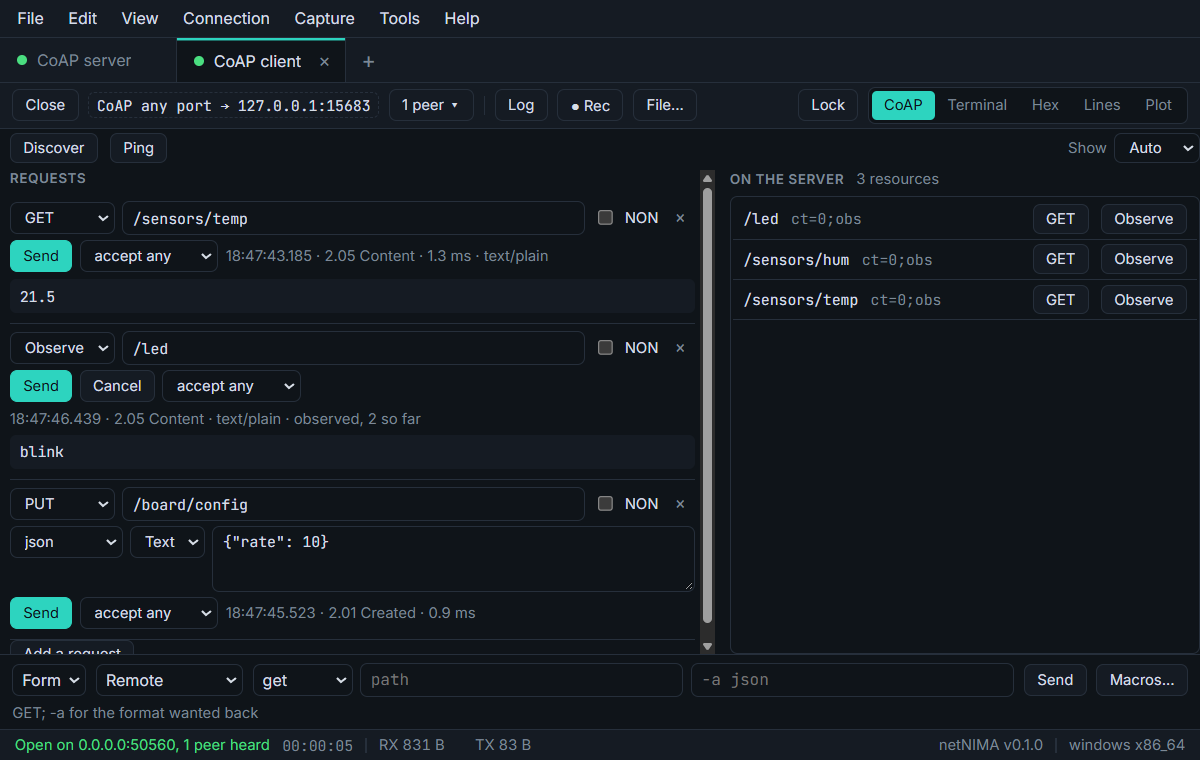 File Edit View Connection Capture Tools Help
CoAP server CoAP client × +
Close CoAP any port → 127.0.0.1:15683 1 peer ▾ Log ● Rec File... Lock CoAP Terminal Hex Lines Plot
Discover Ping Show Auto
REQUESTS
GET /sensors/temp NON ×
Send accept any 18:47:43.185 · 2.05 Content · 1.3 ms · text/plain
21.5
Observe /led NON ×
Send Cancel accept any
18:47:46.439 · 2.05 Content · text/plain · observed, 2 so far
blink
PUT /board/config NON ×
json Text {"rate": 10}
Send accept any 18:47:45.523 · 2.01 Created · 0.9 ms
Add a request
ON THE SERVER 3 resources
/led ct=0;obs GET Observe
/sensors/hum ct=0;obs GET Observe
/sensors/temp ct=0;obs GET Observe
Form Remote get path -a json Send Macros...
GET; -a for the format wanted back
Open on 0.0.0.0:50560, 1 peer heard 00:00:05 RX 831 B TX 83 B netNIMA v0.1.0 windows x86_64